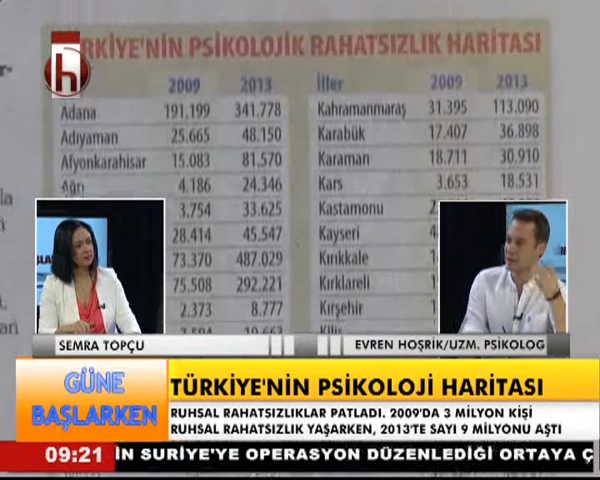 TÜRKİYE'NİN PSİKOLOJİK RAHATSIZLIK HARİTASI
h
2009 2013 İller 2009 2013
Adana 191.199 341.778 Kahramanmaraş 31.395 113.090
Adıyaman 25.665 48.150 Karabük 17.407 36.898
Afyonkarahisar 15.083 81.570 Karaman 18.711 30.910
Ağrı 4.186 24.346 Kars 3.653 18.531
3.754 33.625 Kastamonu
28.414 45.547 Kayseri
73.370 487.029 Kırıkkale
75.508 292.221 Kırklareli
2.373 8.777 Kırşehir
Kilis
SEMRA TOPÇU
EVREN HOŞRİK/UZM. PSİKOLOG
GÜNE
BAŞLARKEN
TÜRKİYE'NİN PSİKOLOJİ HARİTASI
RUHSAL RAHATSIZLIKLAR PATLADI. 2009'DA 3 MİLYON KİŞİ
RUHSAL RAHATSIZLIK YAŞARKEN, 2013'TE SAYI 9 MİLYONU AŞTI
09:21 İN SURİYE'YE OPERASYON DÜZENLEDİĞİ ORTAYA Ç